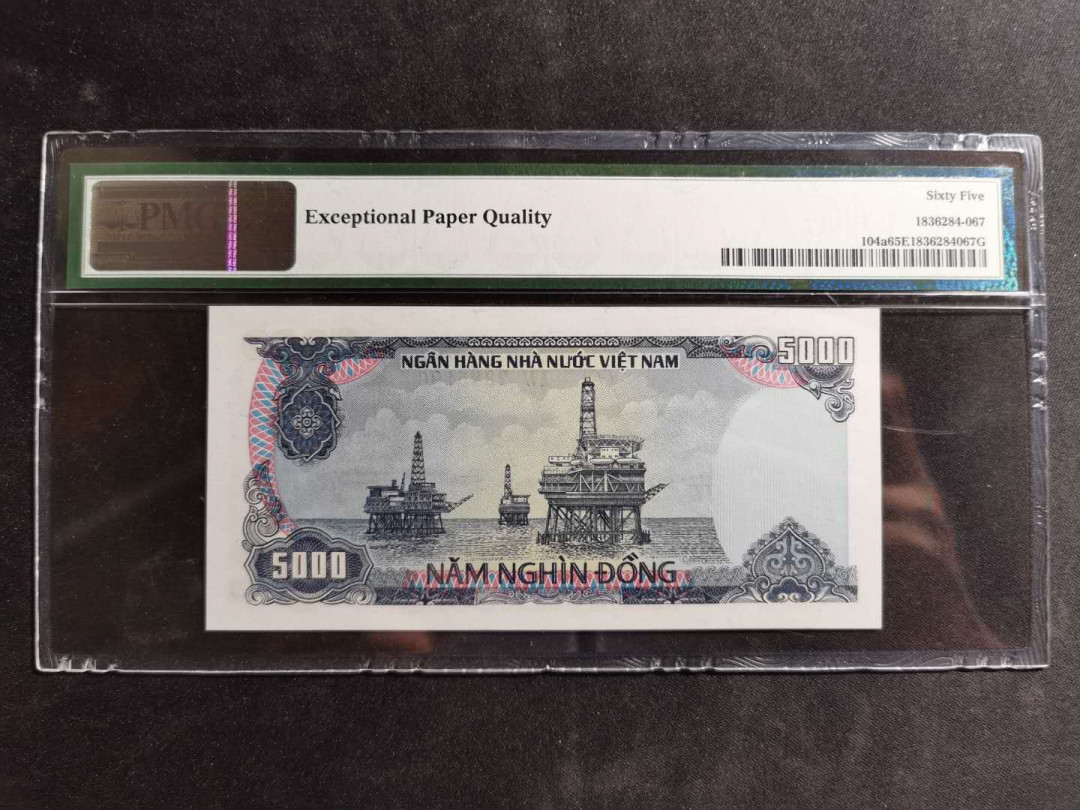 PMG
Exceptional Paper Quality
Sixty Five
1836284-067
I04a65E1836284067G
NGÂN HÀNG NHÀ NƯỚC VIỆT NAM
5000
5000
NĂM NGHÌN ĐỒNG